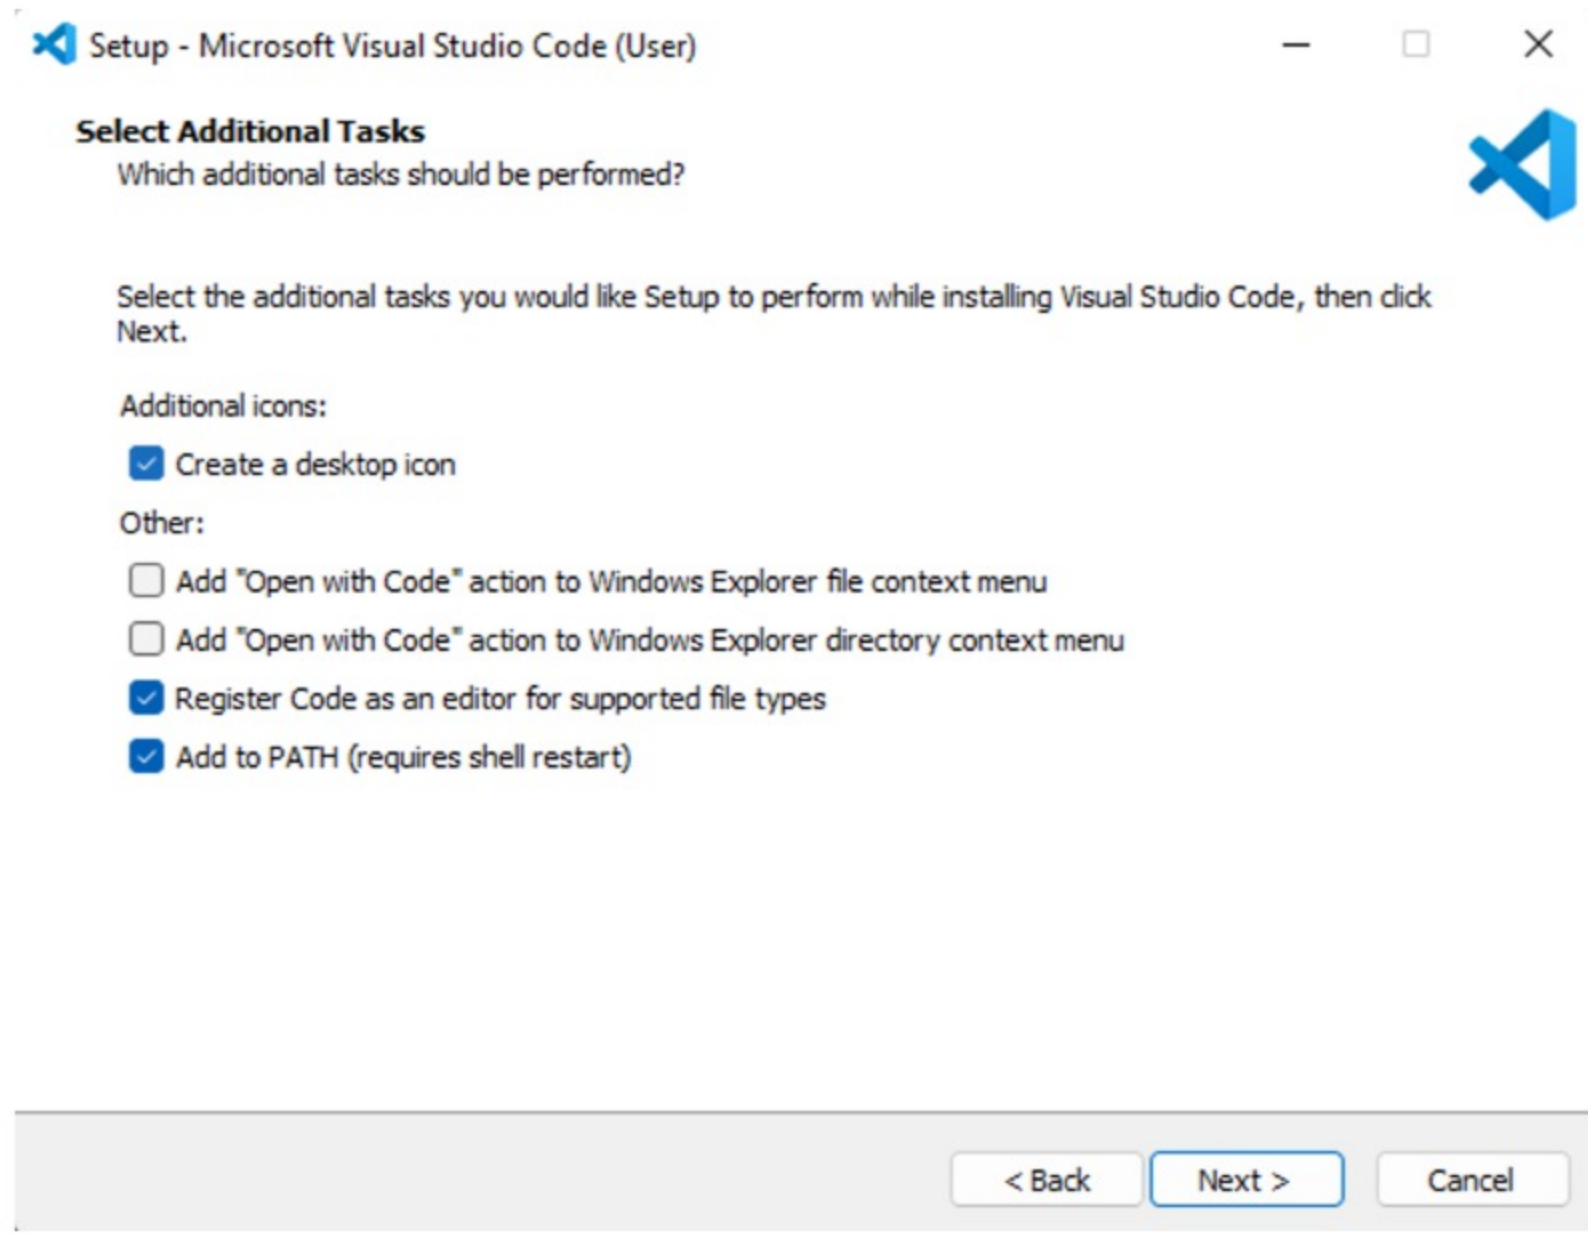 Setup - Microsoft Visual Studio Code (User)
Select Additional Tasks
Which additional tasks should be performed?
Select the additional tasks you would like Setup to perform while installing Visual Studio Code, then click
Next.
Additional icons:
Create a desktop icon
Other:
Add "Open with Code" action to Windows Explorer file context menu
Add "Open with Code" action to Windows Explorer directory context menu
Register Code as an editor for supported file types
Add to PATH (requires shell restart)
< Back
Next >
Cancel